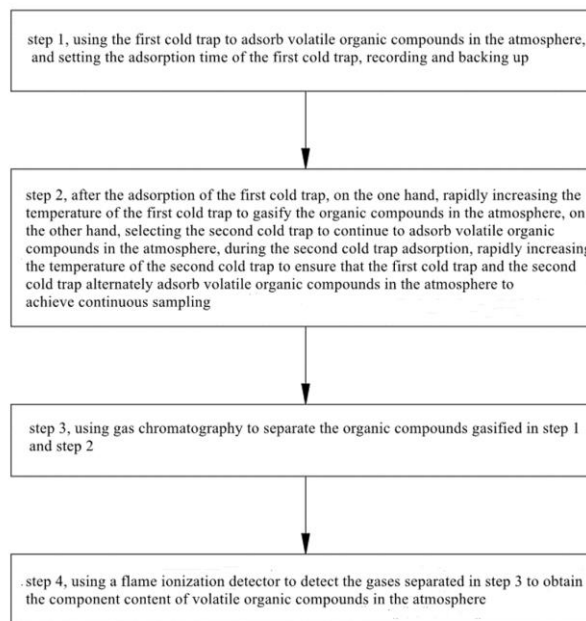 step 1, using the first cold trap to adsorb volatile organic compounds in the atmosphere,
and setting the adsorption time of the first cold trap, recording and backing up
step 2, after the adsorption of the first cold trap, on the one hand, rapidly increasing the
temperature of the first cold trap to gasify the organic compounds in the atmosphere, on
the other hand, selecting the second cold trap to continue to adsorb volatile organic
compounds in the atmosphere, during the second cold trap adsorption, rapidly increasing
the temperature of the second cold trap to ensure that the first cold trap and the second
cold trap alternately adsorb volatile organic compounds in the atmosphere to
achieve continuous sampling
step 3, using gas chromatography to separate the organic compounds gasified in step 1
and step 2
step 4, using a flame ionization detector to detect the gases separated in step 3 to obtain
the component content of volatile organic compounds in the atmosphere